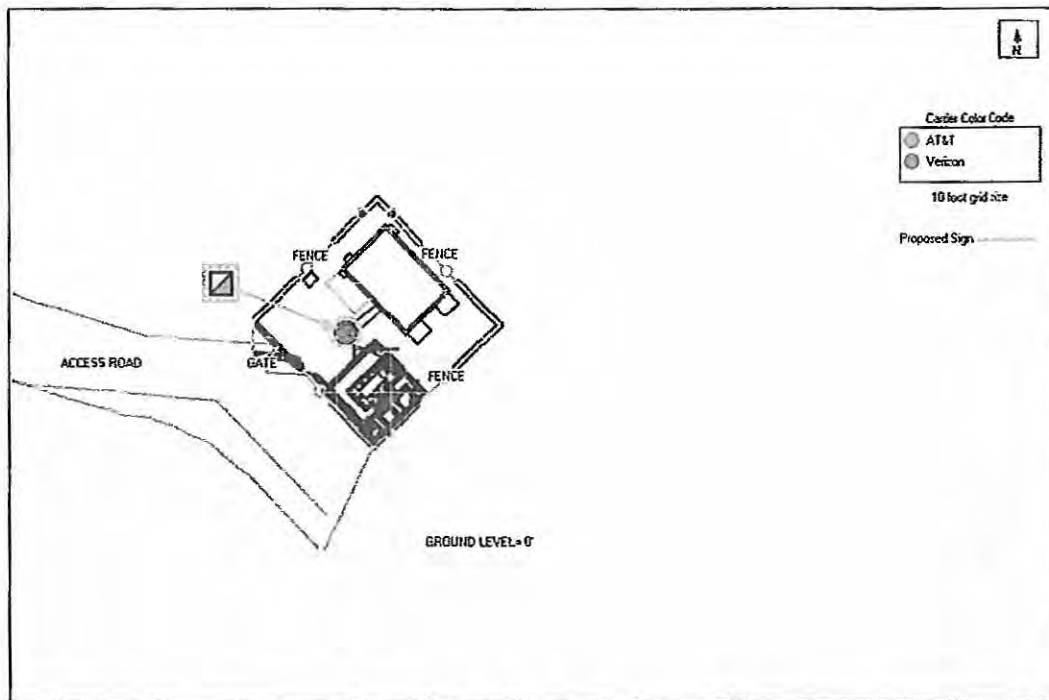 N
Carrier Color Code
AT&T
Verizon
10 foot grid size
Proposed Sign
FENCE
FENCE
ACCESS ROAD
GATE
FENCE
GROUND LEVEL = 0'